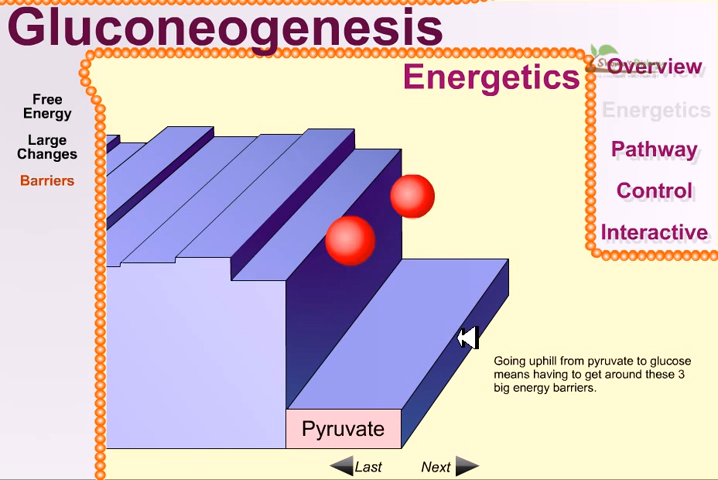 Gluconeogenesis
Energetics
Free
Energy
Large
Changes
Barriers
Overview
Energetics
Pathway
Control
Interactive
Going uphill from pyruvate to glucose
means having to get around these 3
big energy barriers.
Pyruvate
Last
Next